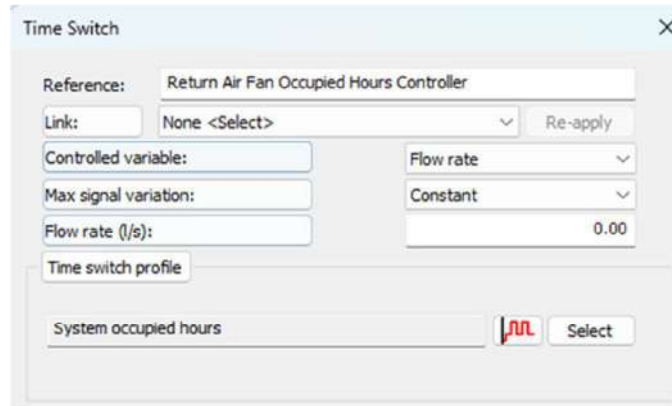 Time Switch
Reference: Return Air Fan Occupied Hours Controller
Link: None <Select> Re-apply
Controlled variable: Flow rate
Max signal variation: Constant
Flow rate (l/s): 0.00
Time switch profile
System occupied hours Select